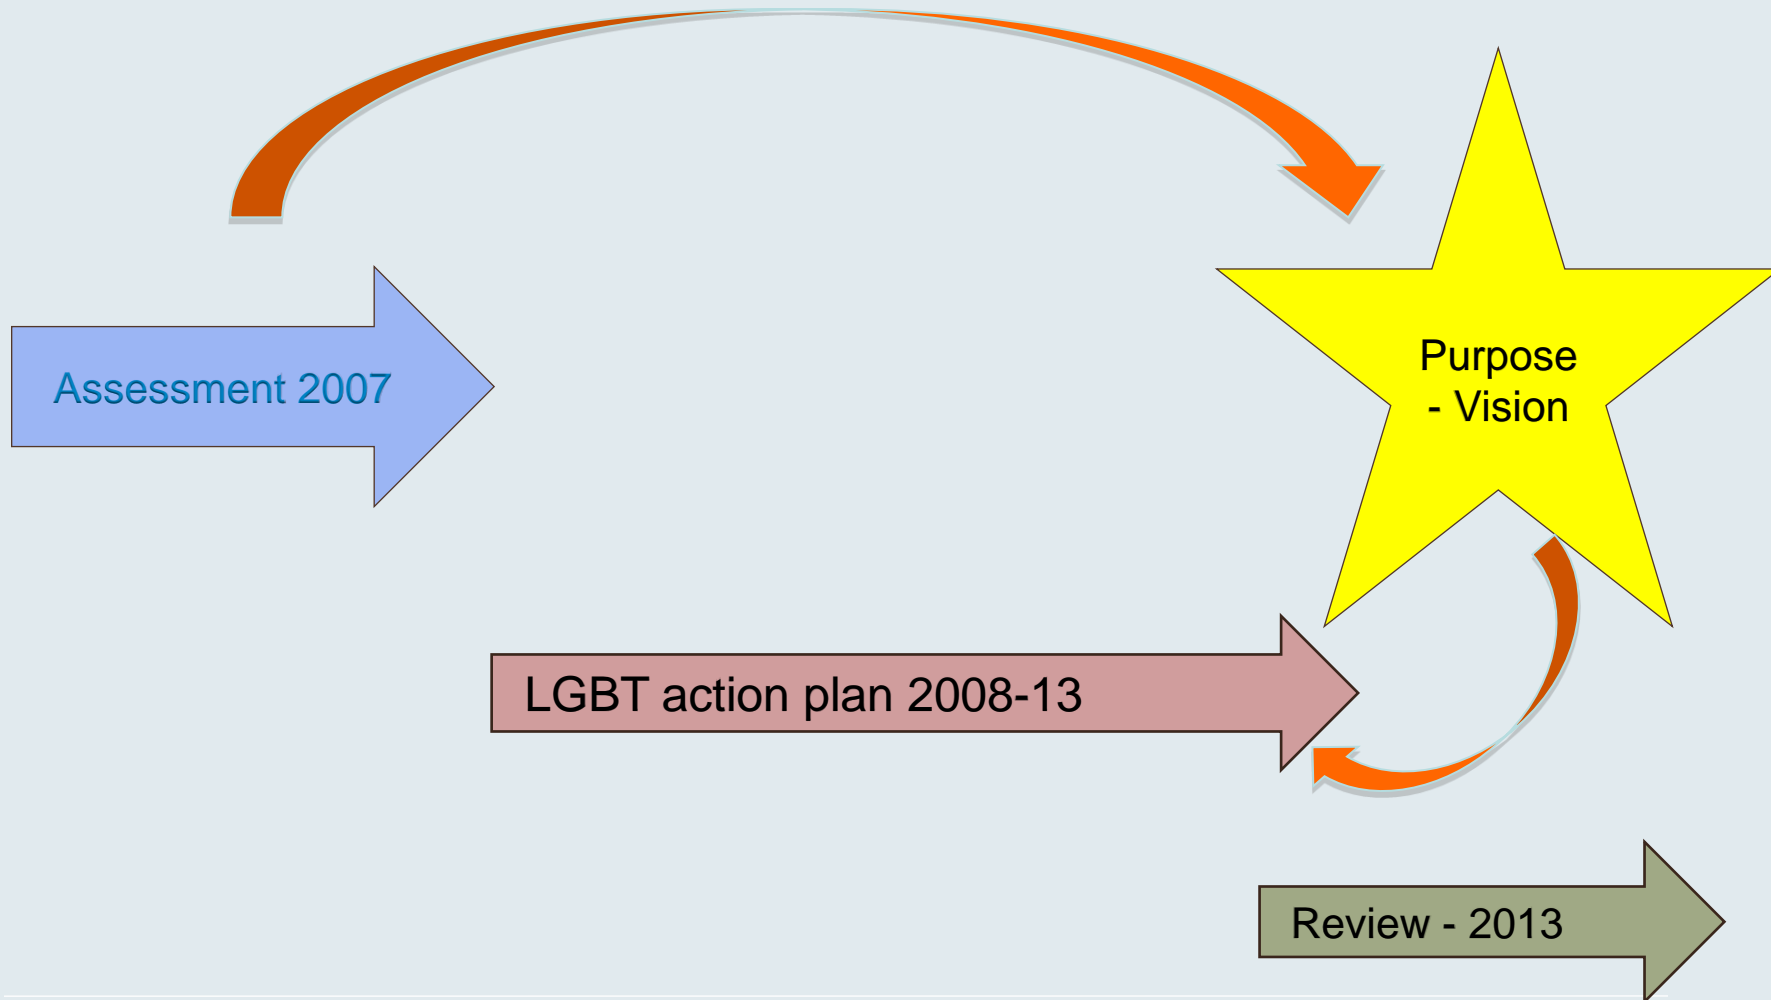 Assessment 2007
Purpose
- Vision
LGBT action plan 2008-13
Review - 2013